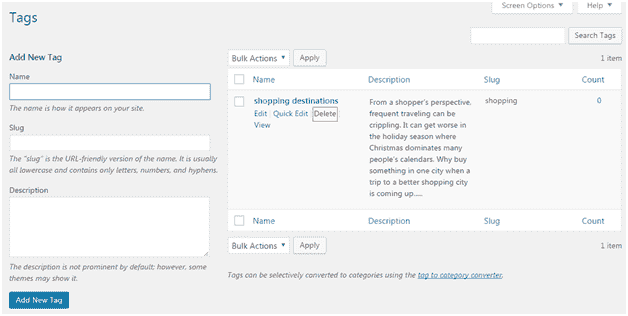 Screen Options ▼ Help ▼
Tags
Search Tags
Add New Tag
Name
The name is how it appears on your site.
Slug
The "slug" is the URL-friendly version of the name. It is usually
all lowercase and contains only letters, numbers, and hyphens.
Description
The description is not prominent by default; however, some
themes may show it.
Add New Tag
Bulk Actions ▼ Apply 1 item
Name Description Slug Count
shopping destinations
Edit | Quick Edit | Delete
View
From a shopper's perspective,
frequent traveling can be
crippling. It can get worse in
the holiday season where
Christmas dominates many
people's calendars. Why buy
something in one city when a
trip to a better shopping city
is coming up.....
shopping
0
Name Description Slug Count
Bulk Actions ▼ Apply 1 item
Tags can be selectively converted to categories using the tag to category converter.